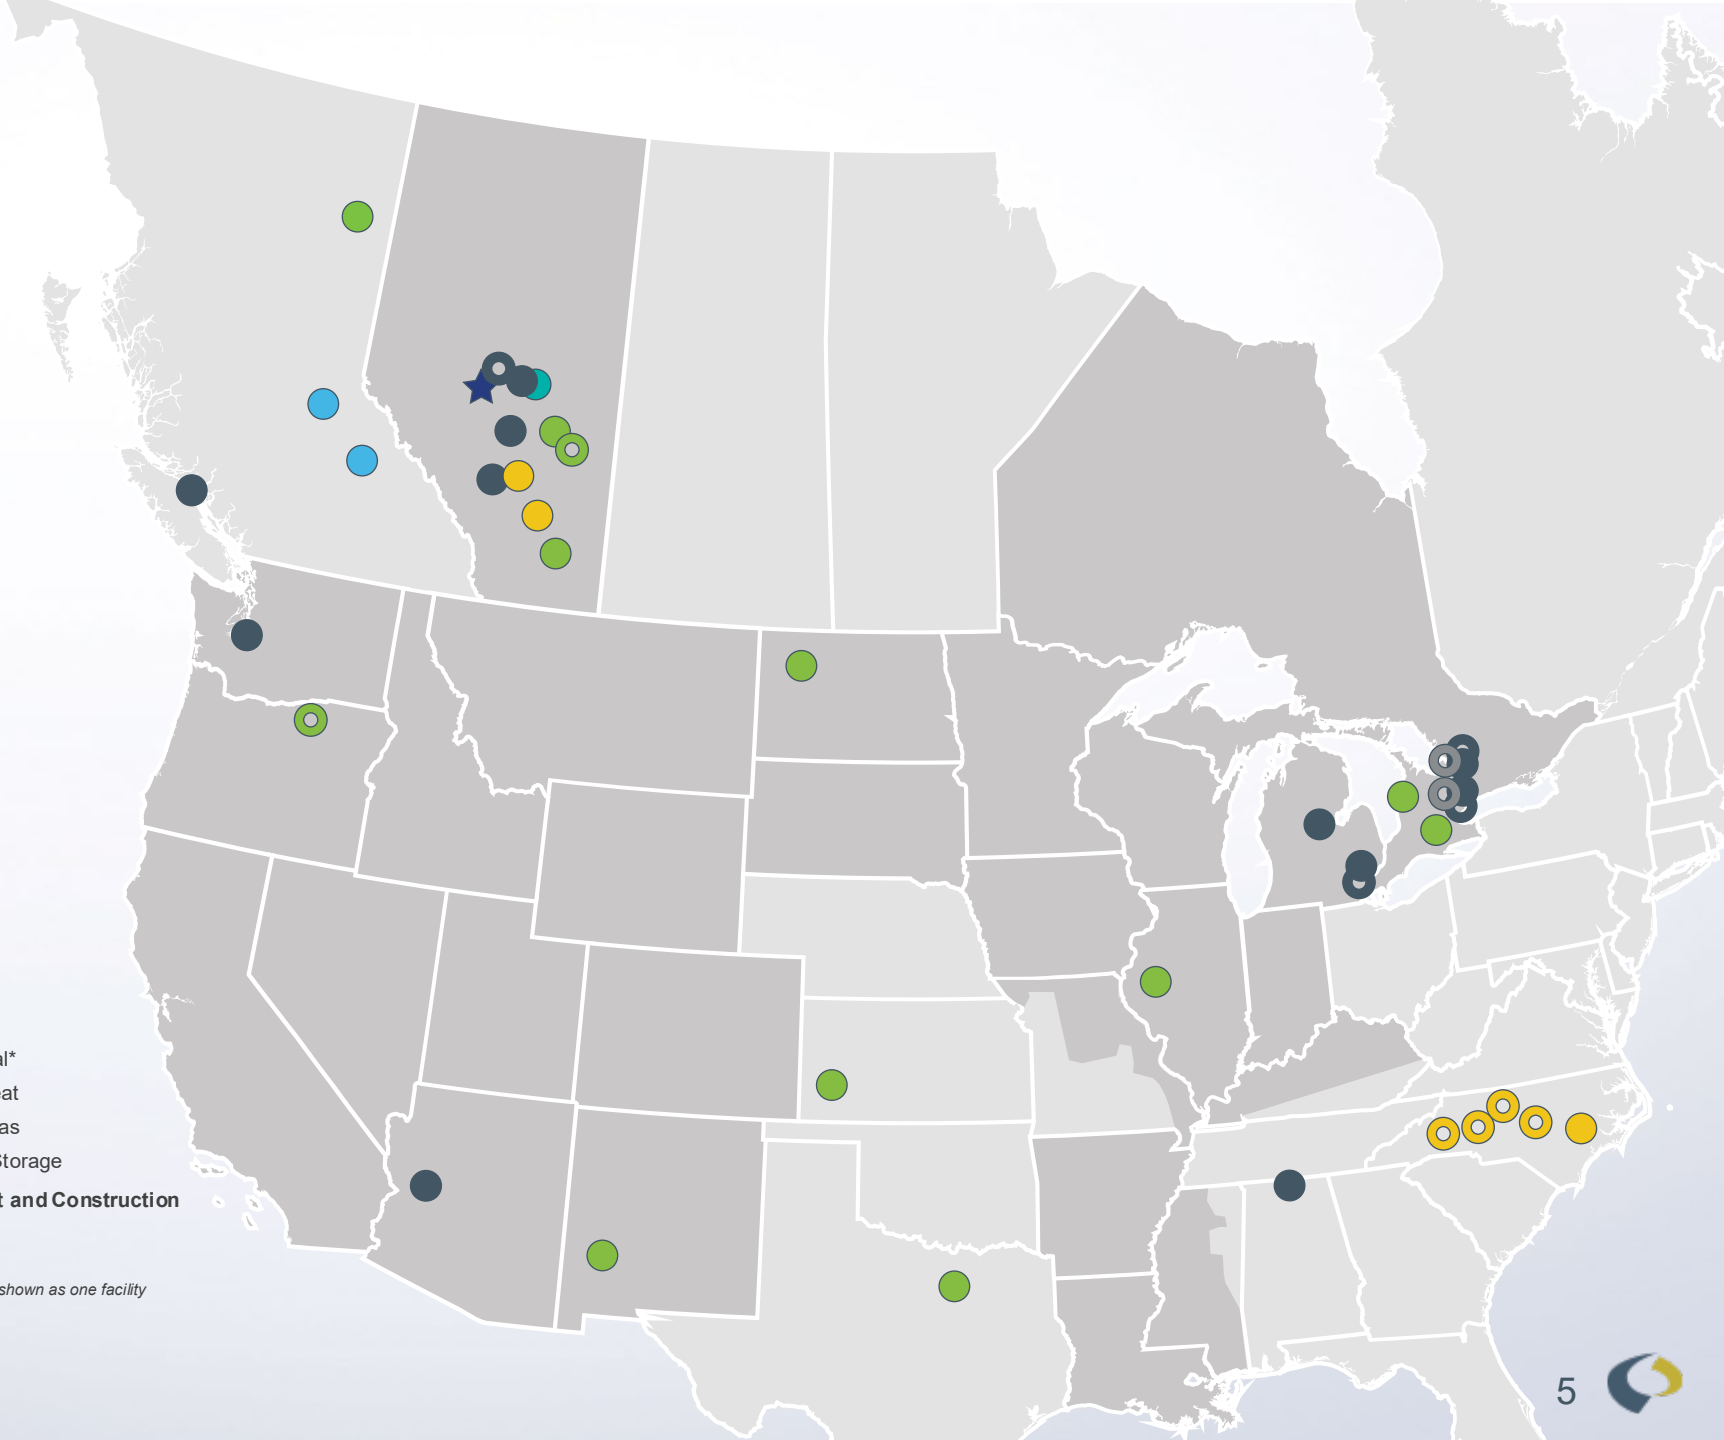 al*
eat
as
Storage
t and Construction
shown as one facility
5